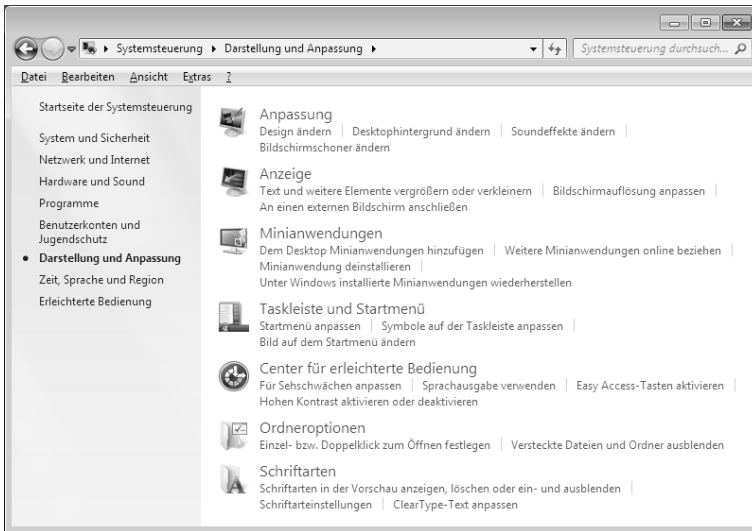 Systemsteuerung Darstellung und Anpassung Systemsteuerung durchsuch...
Datei Bearbeiten Ansicht Extras ?
Startseite der Systemsteuerung
System und Sicherheit
Netzwerk und Internet
Hardware und Sound
Programme
Benutzerkonten und
Jugendschutz
Darstellung und Anpassung
Zeit, Sprache und Region
Erleichterte Bedienung
Anpassung
Design ändern Desktophintergrund ändern Soundeffekte ändern
Bildschirmschoner ändern
Anzeige
Text und weitere Elemente vergrößern oder verkleinern Bildschirmauflösung anpassen
An einen externen Bildschirm anschließen
Minianwendungen
Dem Desktop Minianwendungen hinzufügen Weitere Minianwendungen online beziehen
Minianwendung deinstallieren
Unter Windows installierte Minianwendungen wiederherstellen
Taskleiste und Startmenü
Startmenü anpassen Symbole auf der Taskleiste anpassen
Bild auf dem Startmenü ändern
Center für erleichterte Bedienung
Für Sehschwächen anpassen Sprachausgabe verwenden Easy Access-Tasten aktivieren
Hohen Kontrast aktivieren oder deaktivieren
Ordneroptionen
Einzel- bzw. Doppelklick zum Öffnen festlegen Versteckte Dateien und Ordner ausblenden
Schriftarten
Schriftarten in der Vorschau anzeigen, löschen oder ein- und ausblenden
Schriftarteinstellungen ClearType-Text anpassen